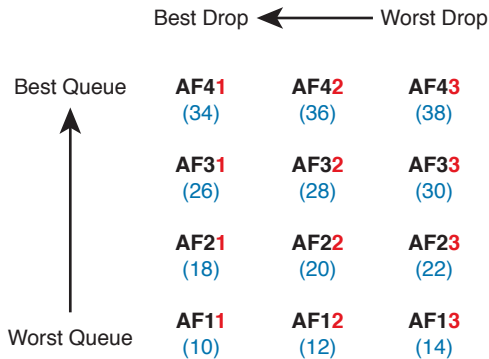 Best Drop Worst Drop
Best Queue AF41 AF42 AF43
(34) (36) (38)
AF31 AF32 AF33
(26) (28) (30)
AF21 AF22 AF23
(18) (20) (22)
Worst Queue AF11 AF12 AF13
(10) (12) (14)